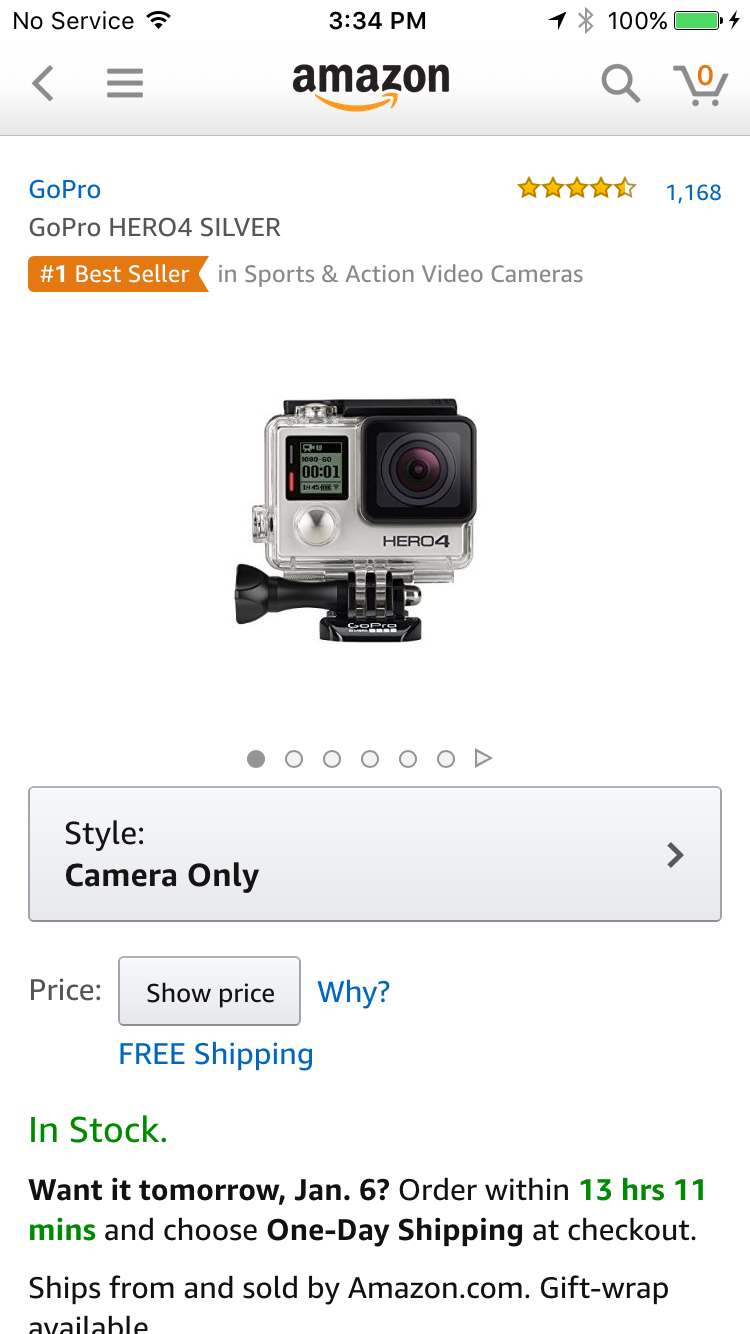 No Service 3:34 PM 100%
amazon 0
GoPro 1,168
GoPro HERO4 SILVER
#1 Best Seller in Sports & Action Video Cameras
1080-60
00:01
HERO4
GoPro
Style:
Camera Only
Price: Show price Why?
FREE Shipping
In Stock.
Want it tomorrow, Jan. 6? Order within 13 hrs 11
mins and choose One-Day Shipping at checkout.
Ships from and sold by Amazon.com. Gift-wrap
available